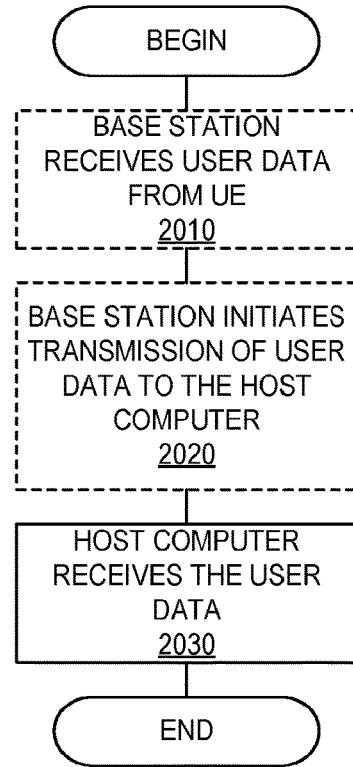 BEGIN
BASE STATION
RECEIVES USER DATA
FROM UE
2010
BASE STATION INITIATES
TRANSMISSION OF USER
DATA TO THE HOST
COMPUTER
2020
HOST COMPUTER
RECEIVES THE USER
DATA
2030
END